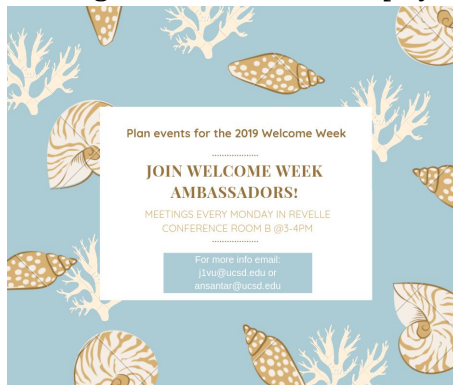 Plan events for the 2019 Welcome Week
JOIN WELCOME WEEK
AMBASSADORS!
MEETINGS EVERY MONDAY IN REVELLE
CONFERENCE ROOM B @3-4PM
For more info email:
j1vu@ucsd.edu or
ansantar@ucsd.edu